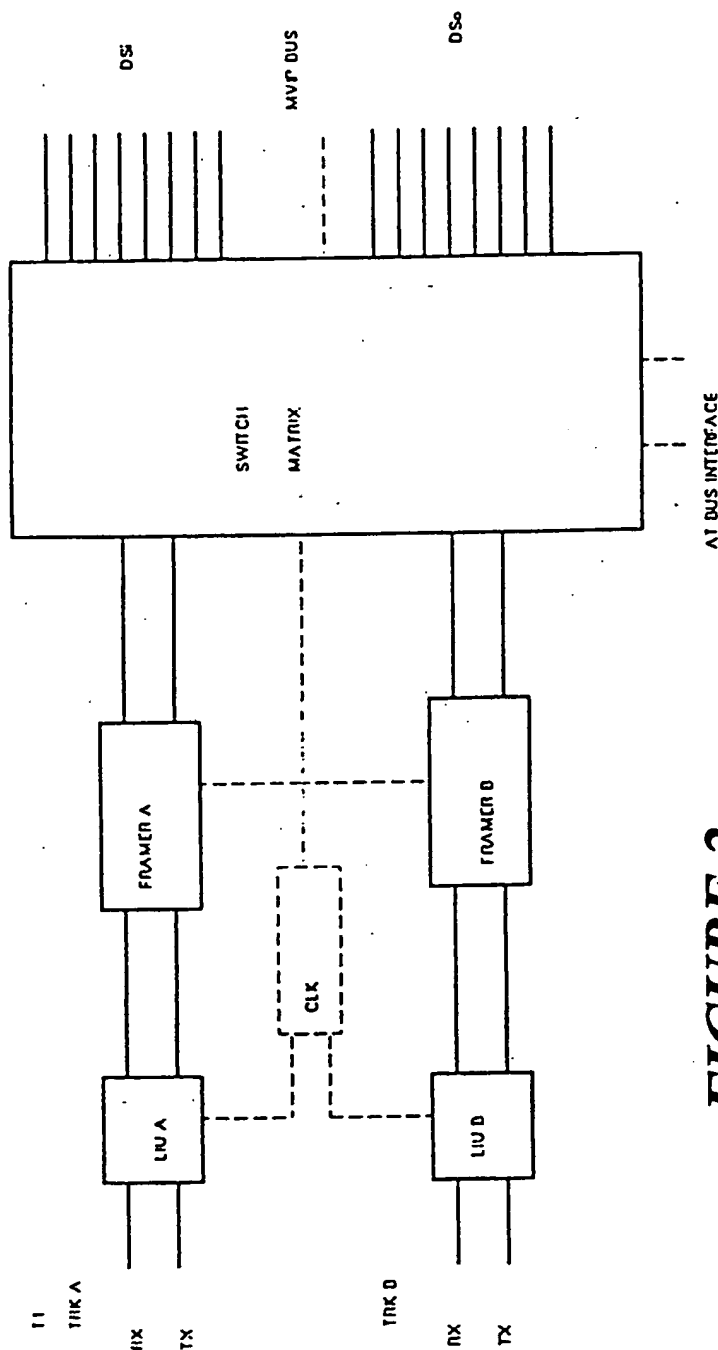 T1
TRK A
RX
TX
LIU A
FRAMER A
CLK
SWITCH
MATRIX
DSi
MVIP BUS
DSo
TRK B
RX
TX
LIU B
FRAMER B
AT BUS INTERFACE
FIGURE 2